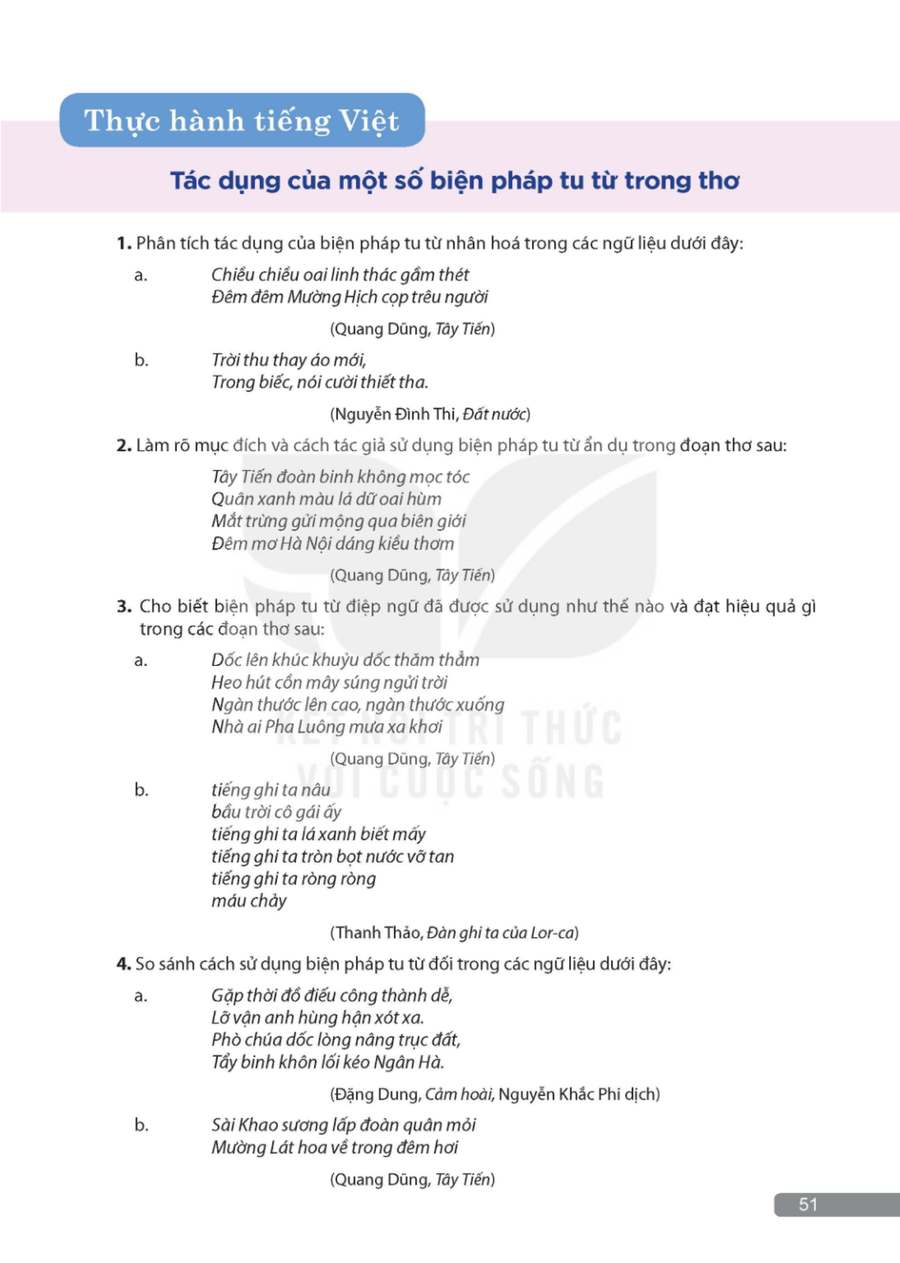 Thực hành tiếng Việt
Tác dụng của một số biện pháp tu từ trong thơ
1. Phân tích tác dụng của biện pháp tu từ nhân hoá trong các ngữ liệu dưới đây:
a. Chiều chiều oai linh thác gầm thét
Đêm đêm Mường Hịch cọp trêu người
(Quang Dũng, Tây Tiến)
b. Trời thu thay áo mới,
Trong biếc, nói cười thiết tha.
(Nguyễn Đình Thi, Đất nước)
2. Làm rõ mục đích và cách tác giả sử dụng biện pháp tu từ ẩn dụ trong đoạn thơ sau:
Tây Tiến đoàn binh không mọc tóc
Quân xanh màu lá dữ oai hùm
Mắt trừng gửi mộng qua biên giới
Đêm mơ Hà Nội dáng kiều thơm
(Quang Dũng, Tây Tiến)
3. Cho biết biện pháp tu từ điệp ngữ đã được sử dụng như thế nào và đạt hiệu quả gì
trong các đoạn thơ sau:
a. Dốc lên khúc khuỷu dốc thăm thẳm
Heo hút cồn mây súng ngửi trời
Ngàn thước lên cao, ngàn thước xuống
Nhà ai Pha Luông mưa xa khơi
KẾT NỐI TRI THỨC
(Quang Dũng, Tây Tiến)
VỚI CUỘC SỐNG
b. tiếng ghi ta nâu
bầu trời cô gái ấy
tiếng ghi ta lá xanh biết mấy
tiếng ghi ta tròn bọt nước vỡ tan
tiếng ghi ta ròng ròng
máu chảy
(Thanh Thảo, Đàn ghi ta của Lor-ca)
4. So sánh cách sử dụng biện pháp tu từ đối trong các ngữ liệu dưới đây:
a. Gặp thời đồ điếu công thành dễ,
Lỡ vận anh hùng hận xót xa.
Phò chúa dốc lòng nâng trục đất,
Tẩy binh khôn lối kéo Ngân Hà.
(Đặng Dung, Cảm hoài, Nguyễn Khắc Phi dịch)
b. Sài Khao sương lấp đoàn quân mỏi
Mường Lát hoa về trong đêm hơi
(Quang Dũng, Tây Tiến)
51